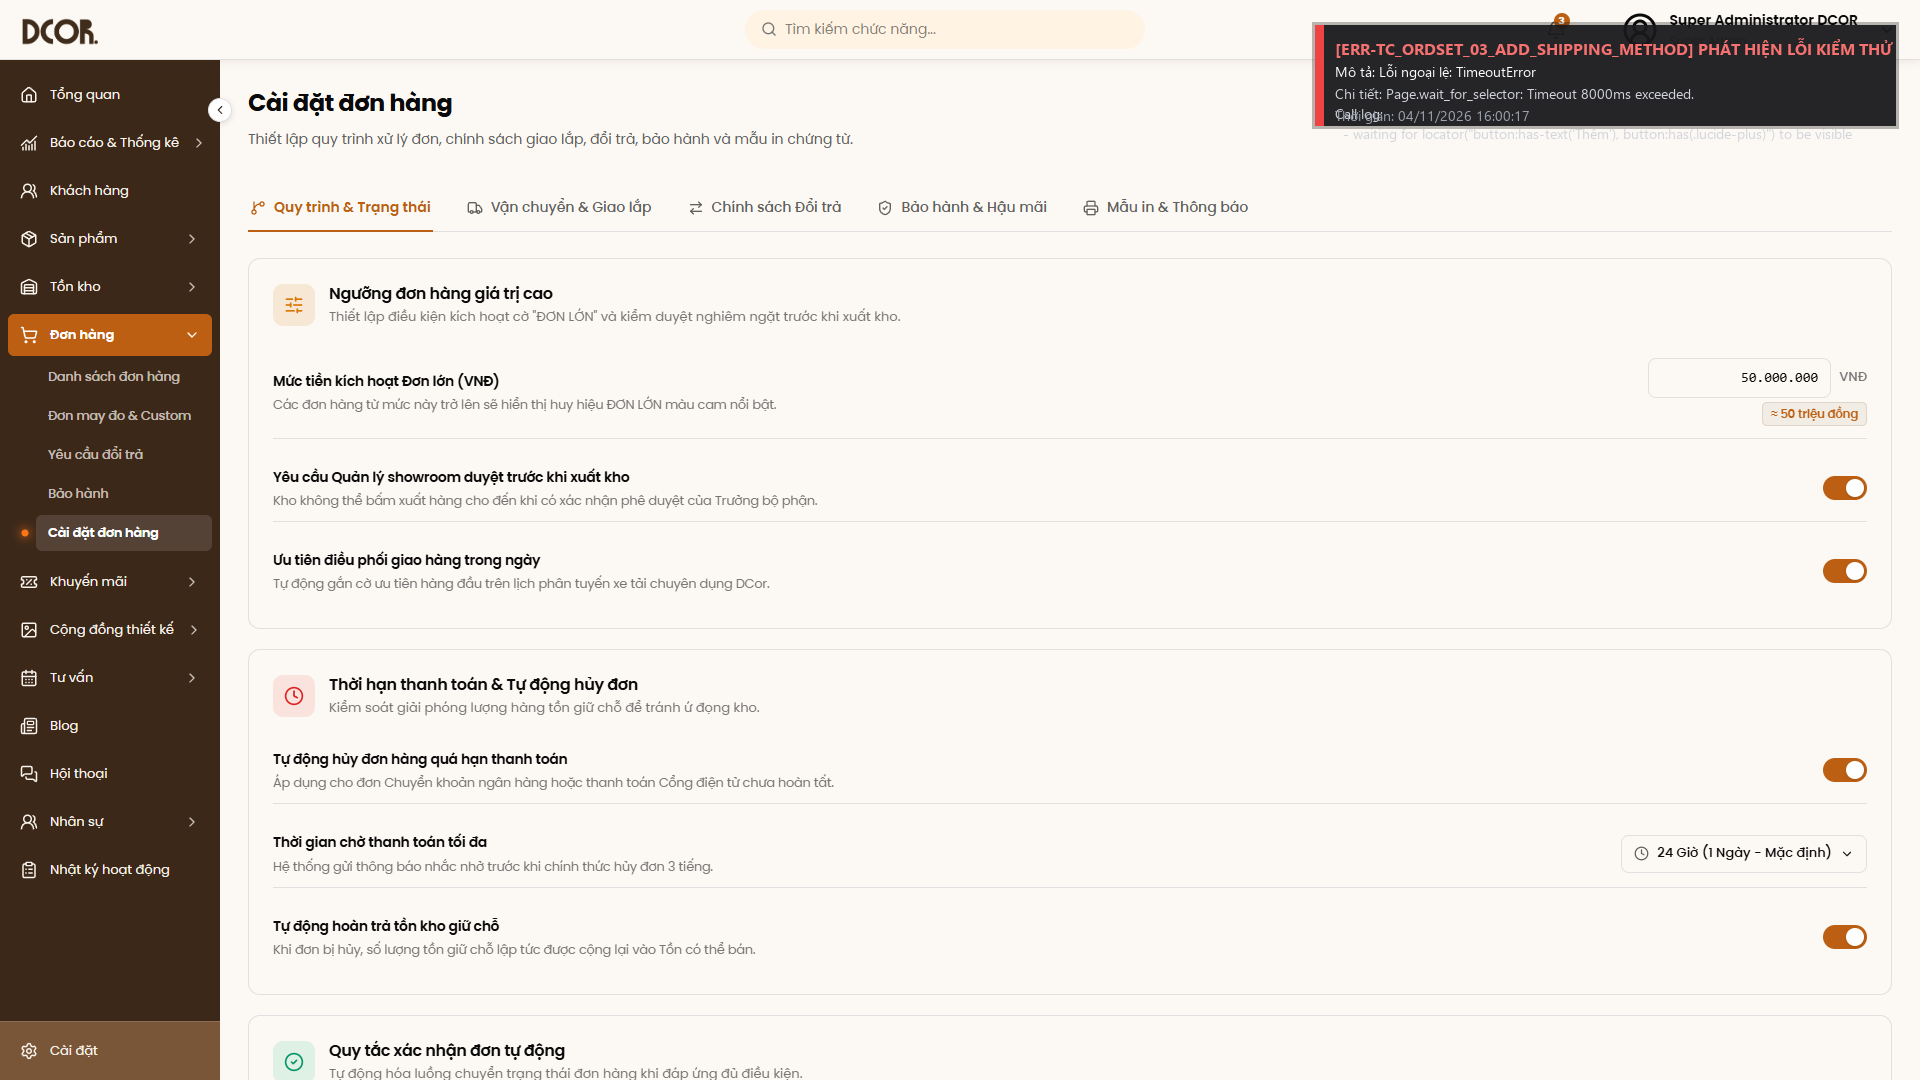 DCOR.
Tìm kiếm chức năng...
3
Super Administrator DCOR
[ERR-TC_ORDSET_03_ADD_SHIPPING_METHOD] PHÁT HIỆN LỖI KIỂM THỬ
Mô tả: Lỗi ngoại lệ: TimeoutError
Chi tiết: Page.wait_for_selector: Timeout 8000ms exceeded.
Call log:
Thời gian: 04/11/2026 16:00:17
- waiting for locator("button:has-text('Thêm'), button:has(.lucide-plus)") to be visible
Tổng quan
Báo cáo & Thống kê
Khách hàng
Sản phẩm
Tồn kho
Đơn hàng
Danh sách đơn hàng
Đơn may đo & Custom
Yêu cầu đổi trả
Bảo hành
Cài đặt đơn hàng
Khuyến mãi
Cộng đồng thiết kế
Tư vấn
Blog
Hội thoại
Nhân sự
Nhật ký hoạt động
Cài đặt
Cài đặt đơn hàng
Thiết lập quy trình xử lý đơn, chính sách giao lắp, đổi trả, bảo hành và mẫu in chứng từ.
Quy trình & Trạng thái
Vận chuyển & Giao lắp
Chính sách Đổi trả
Bảo hành & Hậu mãi
Mẫu in & Thông báo
Ngưỡng đơn hàng giá trị cao
Thiết lập điều kiện kích hoạt cờ "ĐƠN LỚN" và kiểm duyệt nghiêm ngặt trước khi xuất kho.
Mức tiền kích hoạt Đơn lớn (VNĐ)
Các đơn hàng từ mức này trở lên sẽ hiển thị huy hiệu ĐƠN LỚN màu cam nổi bật.
50.000.000
VNĐ
≈ 50 triệu đồng
Yêu cầu Quản lý showroom duyệt trước khi xuất kho
Kho không thể bấm xuất hàng cho đến khi có xác nhận phê duyệt của Trưởng bộ phận.
Ưu tiên điều phối giao hàng trong ngày
Tự động gắn cờ ưu tiên hàng đầu trên lịch phân tuyến xe tải chuyên dụng DCor.
Thời hạn thanh toán & Tự động hủy đơn
Kiểm soát giải phóng lượng hàng tồn giữ chỗ để tránh ứ đọng kho.
Tự động hủy đơn hàng quá hạn thanh toán
Áp dụng cho đơn Chuyển khoản ngân hàng hoặc thanh toán Cổng điện tử chưa hoàn tất.
Thời gian chờ thanh toán tối đa
Hệ thống gửi thông báo nhắc nhở trước khi chính thức hủy đơn 3 tiếng.
24 Giờ (1 Ngày - Mặc định)
Tự động hoàn trả tồn kho giữ chỗ
Khi đơn bị hủy, số lượng tồn giữ chỗ lập tức được cộng lại vào Tồn có thể bán.
Quy tắc xác nhận đơn tự động
Tự động hóa luồng chuyển trạng thái đơn hàng khi đáp ứng đủ điều kiện.